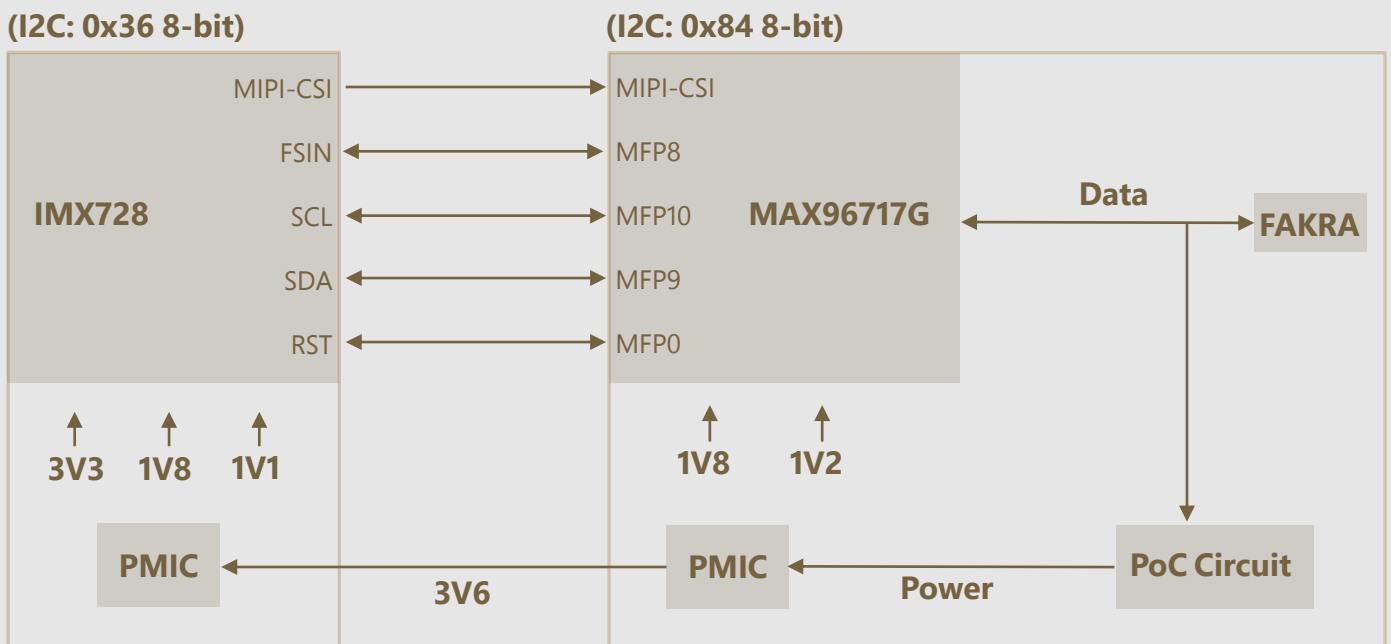 (I2C: 0x36 8-bit)
(I2C: 0x84 8-bit)
MIPI-CSI
MIPI-CSI
FSIN
MFP8
IMX728
SCL
MFP10
MAX96717G
Data
FAKRA
SDA
MFP9
RST
MFP0
3V3
1V8
1V1
1V8
1V2
PMIC
3V6
PMIC
Power
PoC Circuit